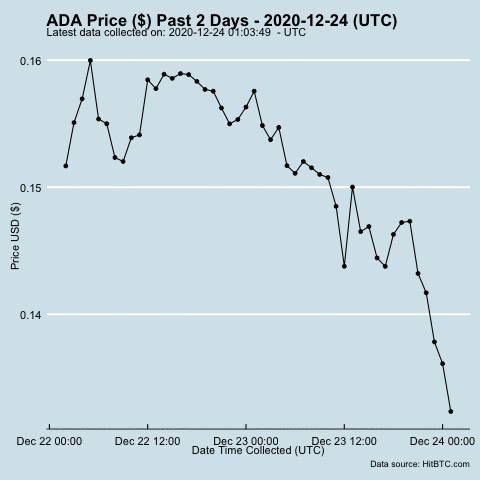 ADA Price ($) Past 2 Days - 2020-12-24 (UTC)
Latest data collected on: 2020-12-24 01:03:49  - UTC
0.16
0.15
0.14
Price USD ($)
Dec 22 00:00
Dec 22 12:00
Dec 23 00:00
Dec 23 12:00
Dec 24 00:00
Date Time Collected (UTC)
Data source: HitBTC.com